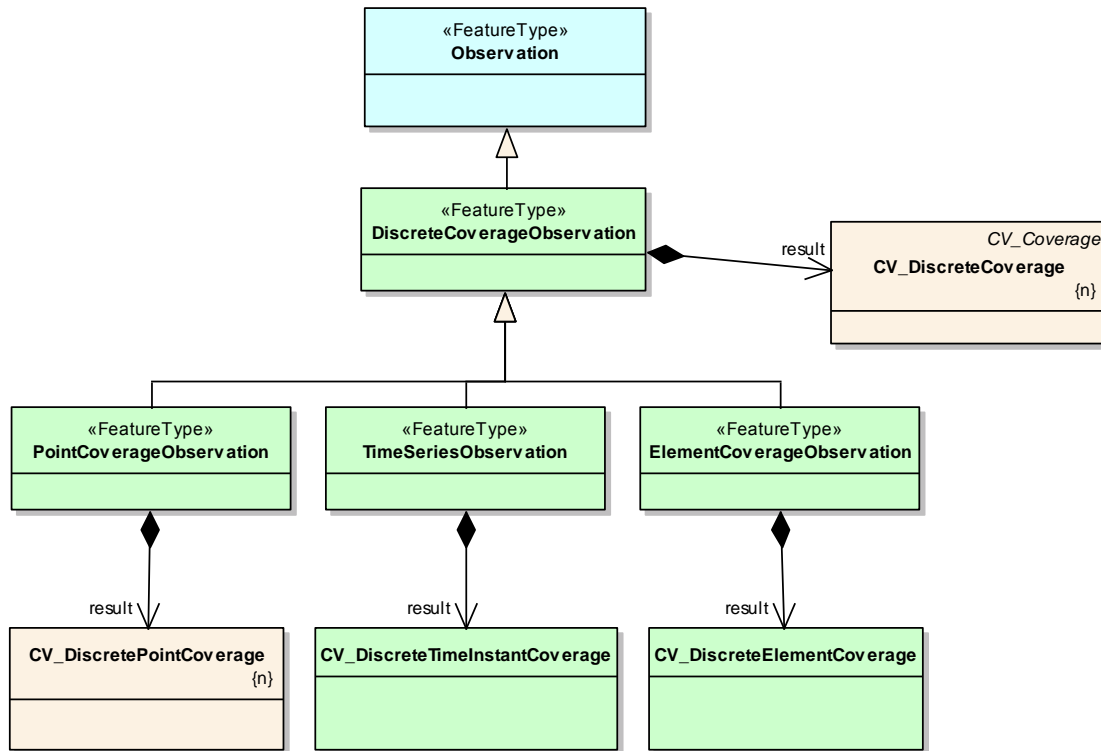 «FeatureType»
Observation
«FeatureType»
DiscreteCoverageObservation
result
CV_Coverage
CV_DiscreteCoverage
{n}
«FeatureType»
PointCoverageObservation
«FeatureType»
TimeSeriesObservation
«FeatureType»
ElementCoverageObservation
result
result
result
CV_DiscretePointCoverage
{n}
CV_DiscreteTimeInstantCoverage
CV_DiscreteElementCoverage